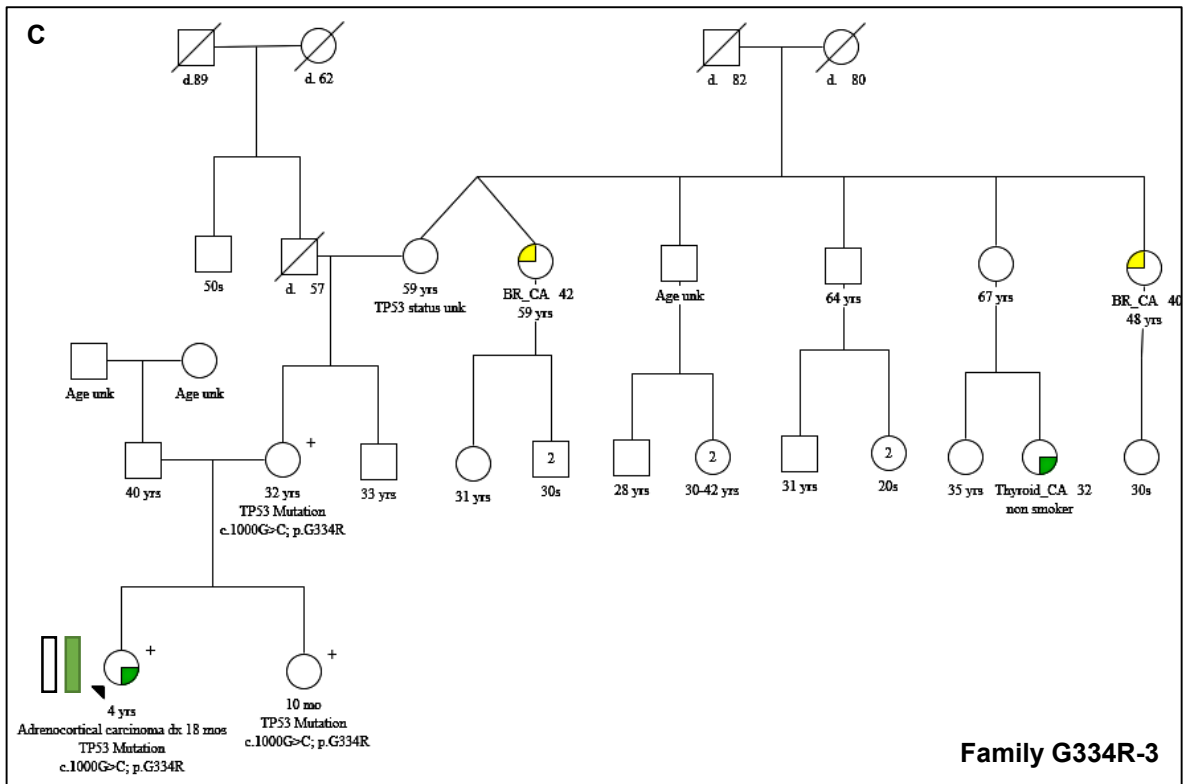 C
d.89
d. 62
d. 82
d. 80
50s
d. 57
59 yrs
TP53 status unk
BR_CA 42
59 yrs
Age unk
64 yrs
67 yrs
BR_CA 40
48 yrs
Age unk
Age unk
40 yrs
+
32 yrs
TP53 Mutation
c.1000G>C; p.G334R
33 yrs
31 yrs
2
30s
28 yrs
2
30-42 yrs
31 yrs
2
20s
35 yrs
Thyroid_CA 32
non smoker
30s
+
4 yrs
Adrenocortical carcinoma dx 18 mos
TP53 Mutation
c.1000G>C; p.G334R
+
10 mo
TP53 Mutation
c.1000G>C; p.G334R
Family G334R-3